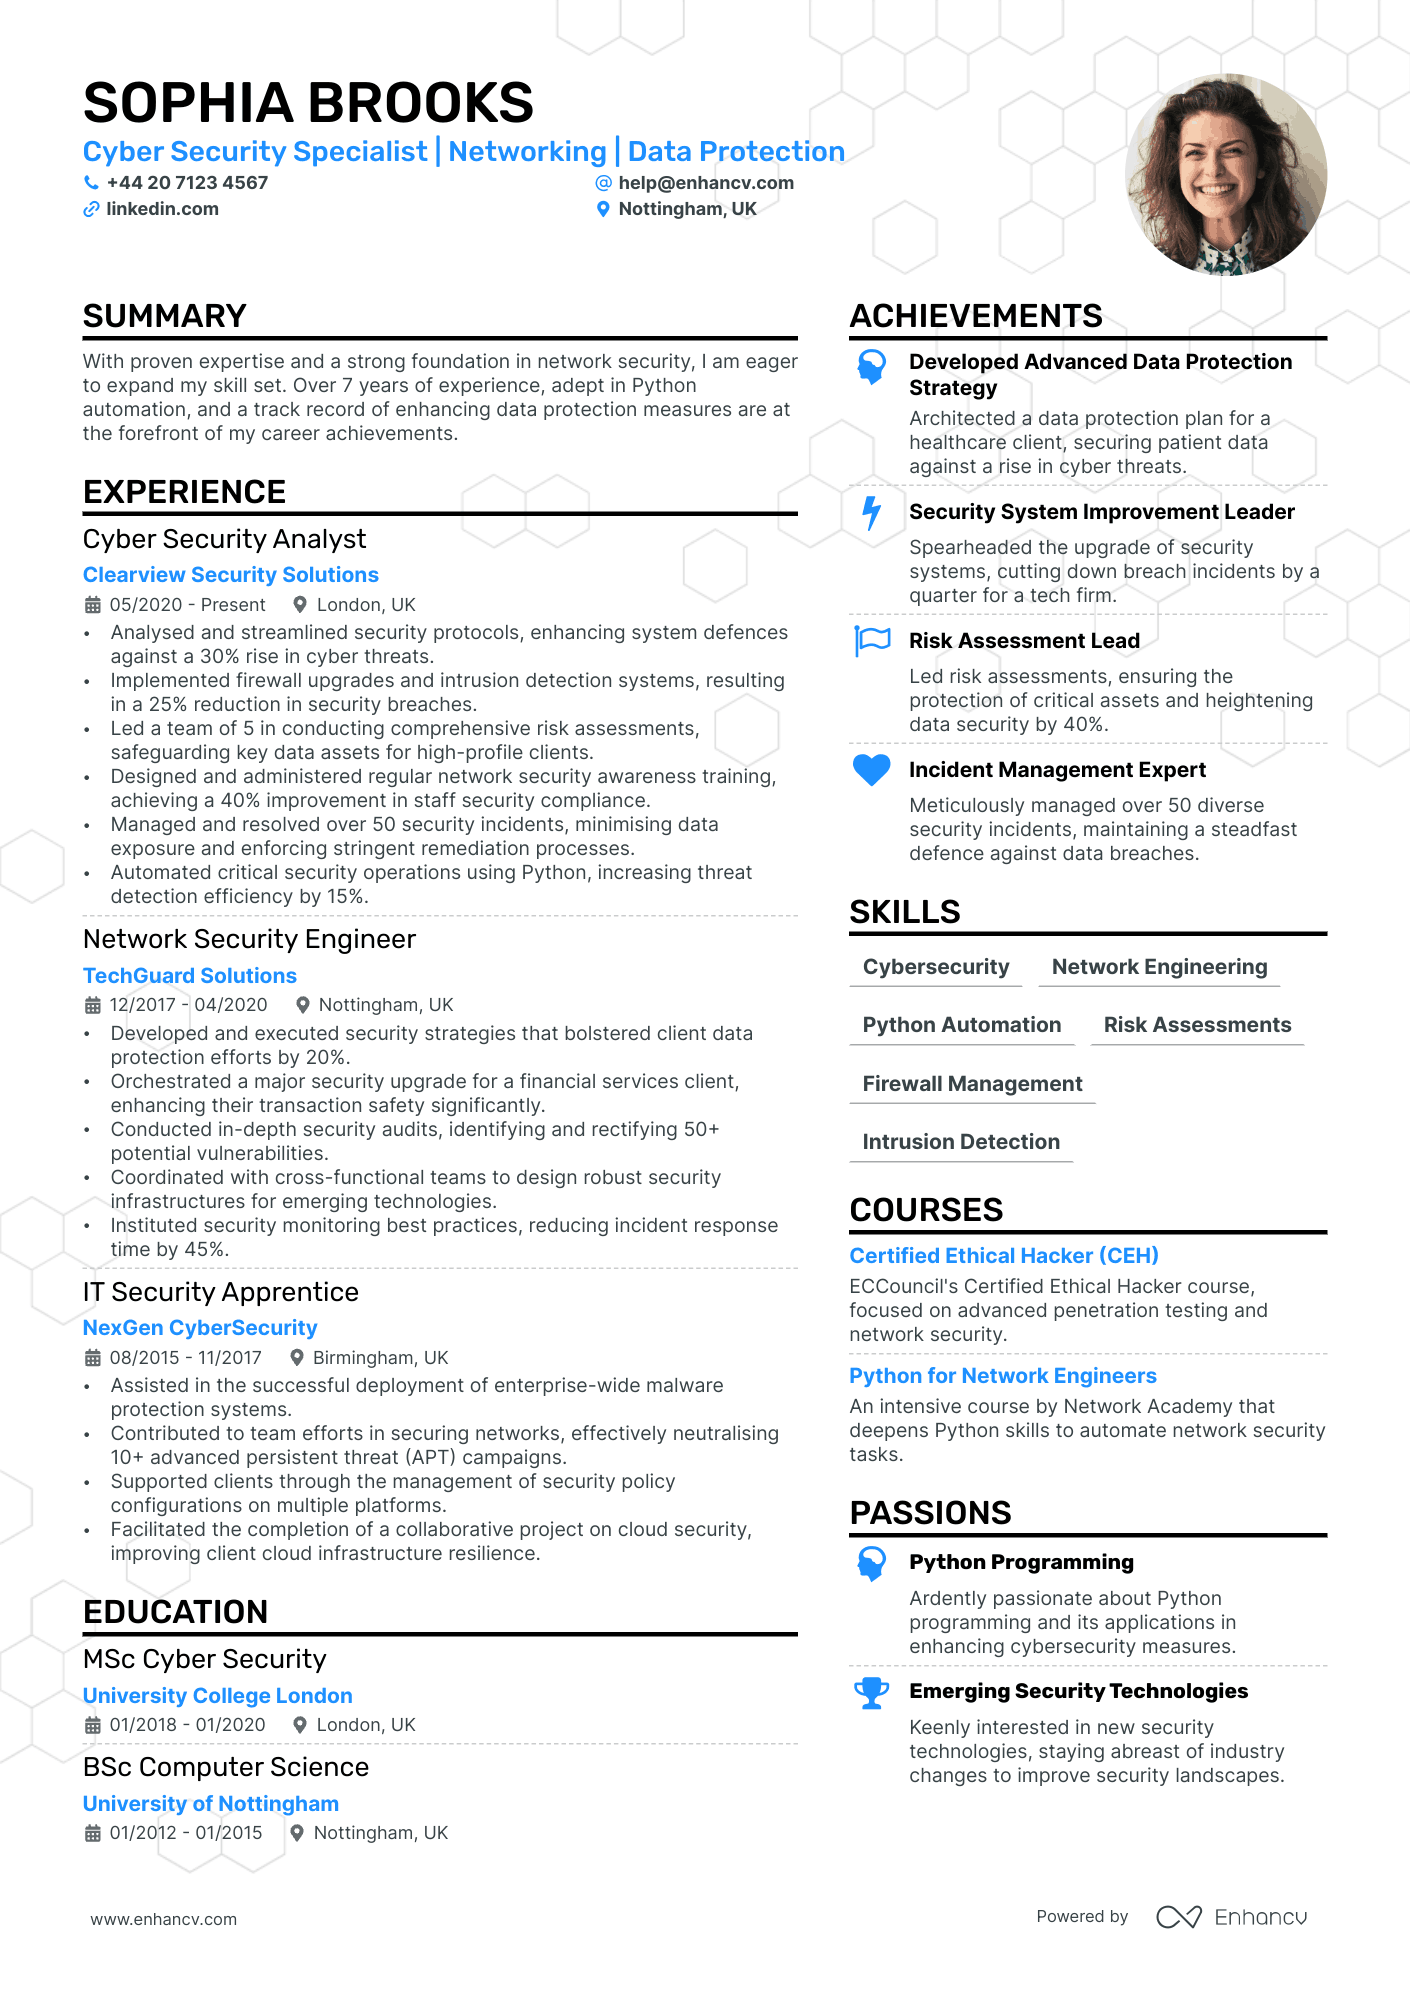 SOPHIA BROOKS
Cyber Security Specialist | Networking | Data Protection
+44 20 7123 4567
help@enhancv.com
linkedin.com
Nottingham, UK
SUMMARY
With proven expertise and a strong foundation in network security, I am eager
to expand my skill set. Over 7 years of experience, adept in Python
automation, and a track record of enhancing data protection measures are at
the forefront of my career achievements.
EXPERIENCE
Cyber Security Analyst
Clearview Security Solutions
05/2020 - Present London, UK
• Analysed and streamlined security protocols, enhancing system defences
against a 30% rise in cyber threats.
• Implemented firewall upgrades and intrusion detection systems, resulting
in a 25% reduction in security breaches.
• Led a team of 5 in conducting comprehensive risk assessments,
safeguarding key data assets for high-profile clients.
• Designed and administered regular network security awareness training,
achieving a 40% improvement in staff security compliance.
• Managed and resolved over 50 security incidents, minimising data
exposure and enforcing stringent remediation processes.
• Automated critical security operations using Python, increasing threat
detection efficiency by 15%.
Network Security Engineer
TechGuard Solutions
12/2017 - 04/2020 Nottingham, UK
• Developed and executed security strategies that bolstered client data
protection efforts by 20%.
• Orchestrated a major security upgrade for a financial services client,
enhancing their transaction safety significantly.
• Conducted in-depth security audits, identifying and rectifying 50+
potential vulnerabilities.
• Coordinated with cross-functional teams to design robust security
infrastructures for emerging technologies.
• Instituted security monitoring best practices, reducing incident response
time by 45%.
IT Security Apprentice
NexGen CyberSecurity
08/2015 - 11/2017 Birmingham, UK
• Assisted in the successful deployment of enterprise-wide malware
protection systems.
• Contributed to team efforts in securing networks, effectively neutralising
10+ advanced persistent threat (APT) campaigns.
• Supported clients through the management of security policy
configurations on multiple platforms.
• Facilitated the completion of a collaborative project on cloud security,
improving client cloud infrastructure resilience.
EDUCATION
MSc Cyber Security
University College London
01/2018 - 01/2020 London, UK
BSc Computer Science
University of Nottingham
01/2012 - 01/2015 Nottingham, UK
ACHIEVEMENTS
Developed Advanced Data Protection
Strategy
Architected a data protection plan for a
healthcare client, securing patient data
against a rise in cyber threats.
Security System Improvement Leader
Spearheaded the upgrade of security
systems, cutting down breach incidents by a
quarter for a tech firm.
Risk Assessment Lead
Led risk assessments, ensuring the
protection of critical assets and heightening
data security by 40%.
Incident Management Expert
Meticulously managed over 50 diverse
security incidents, maintaining a steadfast
defence against data breaches.
SKILLS
Cybersecurity Network Engineering
Python Automation Risk Assessments
Firewall Management
Intrusion Detection
COURSES
Certified Ethical Hacker (CEH)
ECCouncil's Certified Ethical Hacker course,
focused on advanced penetration testing and
network security.
Python for Network Engineers
An intensive course by Network Academy that
deepens Python skills to automate network security
tasks.
PASSIONS
Python Programming
Ardently passionate about Python
programming and its applications in
enhancing cybersecurity measures.
Emerging Security Technologies
Keenly interested in new security
technologies, staying abreast of industry
changes to improve security landscapes.
www.enhancv.com
Powered by Enhancv